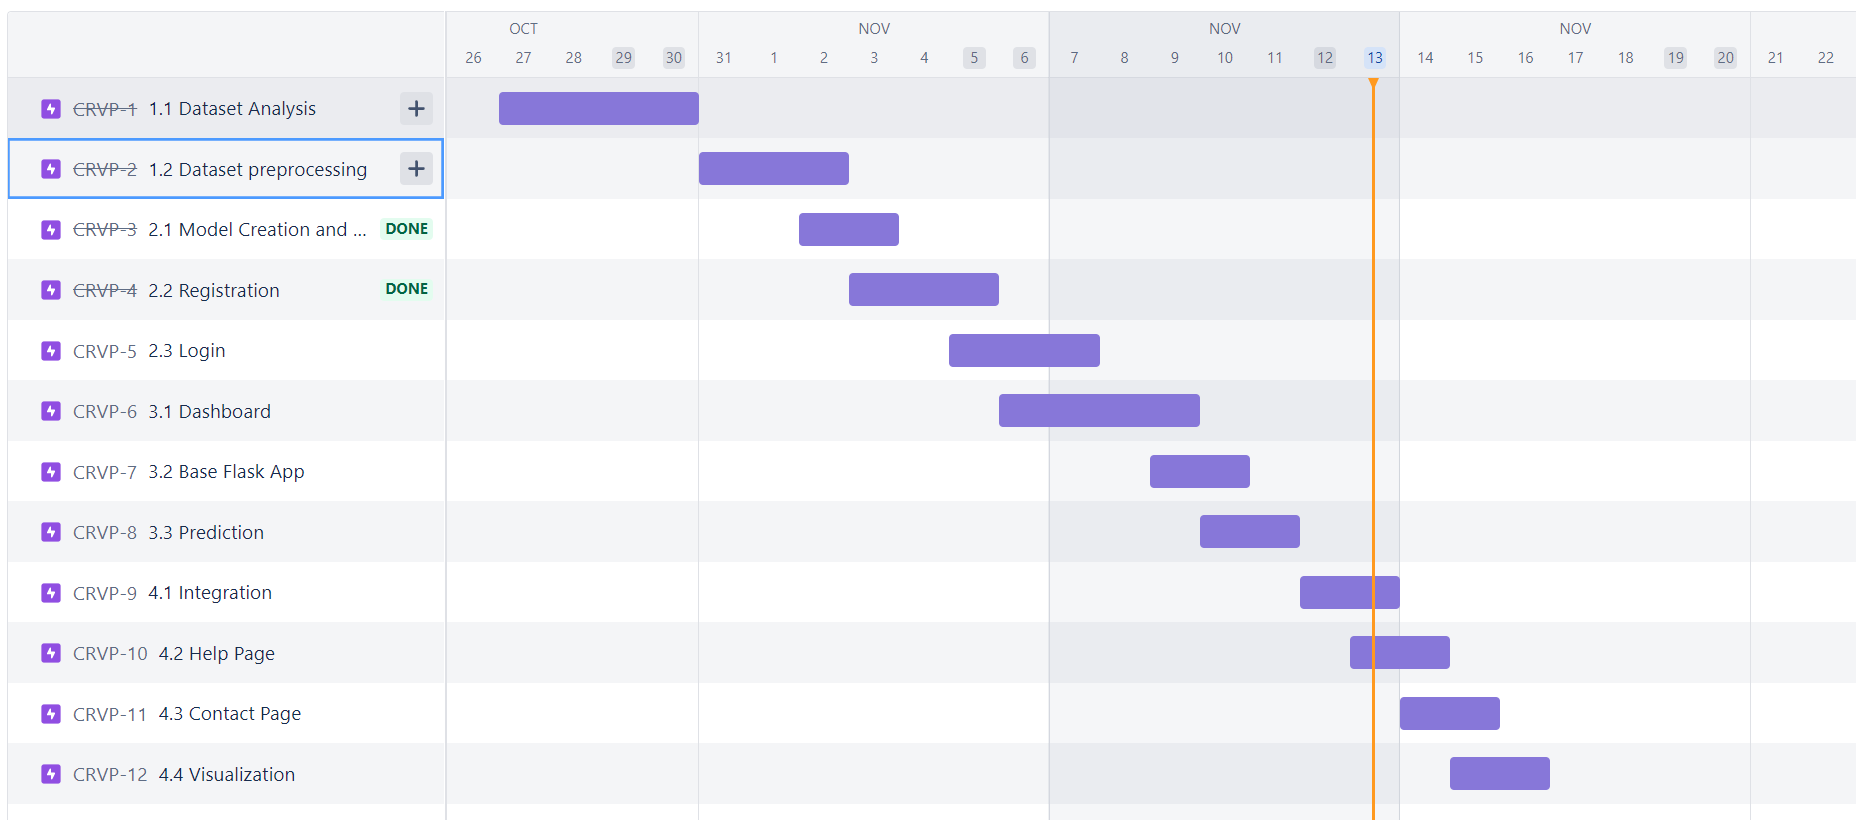 OCT NOV NOV NOV
26 27 28 29 30 31 1 2 3 4 5 6 7 8 9 10 11 12 13 14 15 16 17 18 19 20 21 22
CRVP-1 1.1 Dataset Analysis +
CRVP-2 1.2 Dataset preprocessing +
CRVP-3 2.1 Model Creation and ... DONE
CRVP-4 2.2 Registration DONE
CRVP-5 2.3 Login
CRVP-6 3.1 Dashboard
CRVP-7 3.2 Base Flask App
CRVP-8 3.3 Prediction
CRVP-9 4.1 Integration
CRVP-10 4.2 Help Page
CRVP-11 4.3 Contact Page
CRVP-12 4.4 Visualization